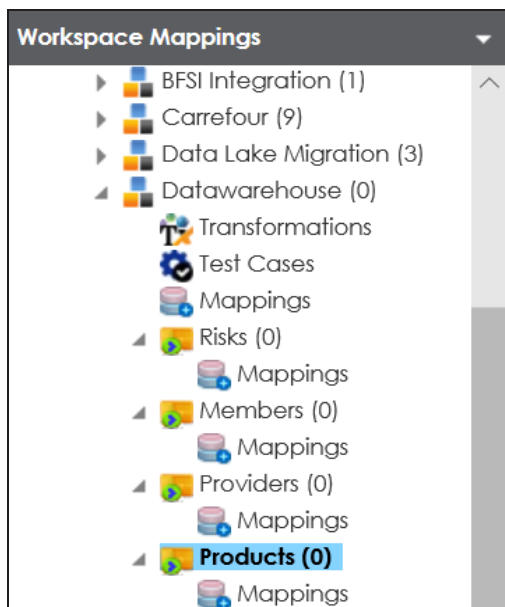 Workspace Mappings
BFSI Integration (1)
Carrefour (9)
Data Lake Migration (3)
Datawarehouse (0)
Transformations
Test Cases
Mappings
Risks (0)
Mappings
Members (0)
Mappings
Providers (0)
Mappings
Products (0)
Mappings